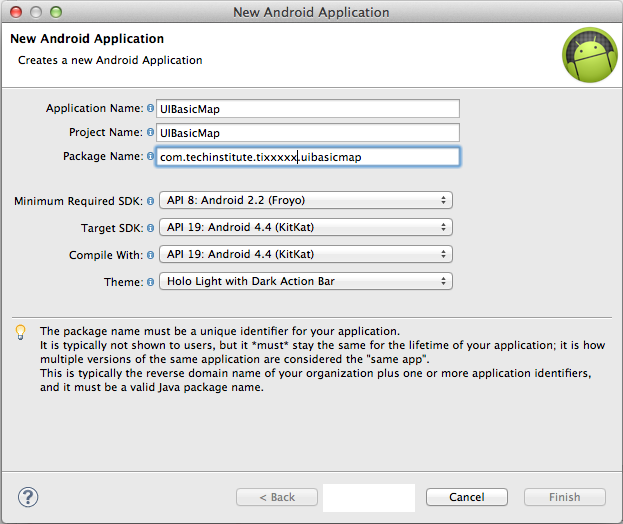 New Android Application
New Android Application
Creates a new Android Application
Application Name: UIBasicMap
Project Name: UIBasicMap
Package Name: com.techinstitute.tixxxxx.uibasicmap
Minimum Required SDK: API 8: Android 2.2 (Froyo)
Target SDK: API 19: Android 4.4 (KitKat)
Compile With: API 19: Android 4.4 (KitKat)
Theme: Holo Light with Dark Action Bar
The package name must be a unique identifier for your application.
It is typically not shown to users, but it *must* stay the same for the lifetime of your application; it is how
multiple versions of the same application are considered the "same app".
This is typically the reverse domain name of your organization plus one or more application identifiers,
and it must be a valid Java package name.
? < Back Cancel Finish